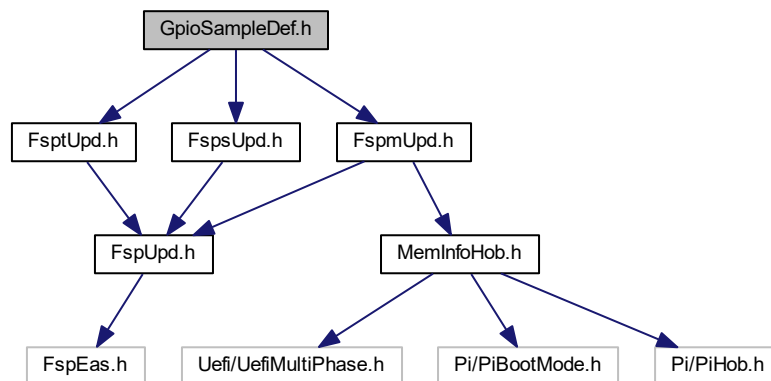 GpioSampleDef.h
FsptUpd.h
FspsUpd.h
FspmUpd.h
FspUpd.h
MemInfoHob.h
FspEas.h
Uefi/UefiMultiPhase.h
Pi/PiBootMode.h
Pi/PiHob.h